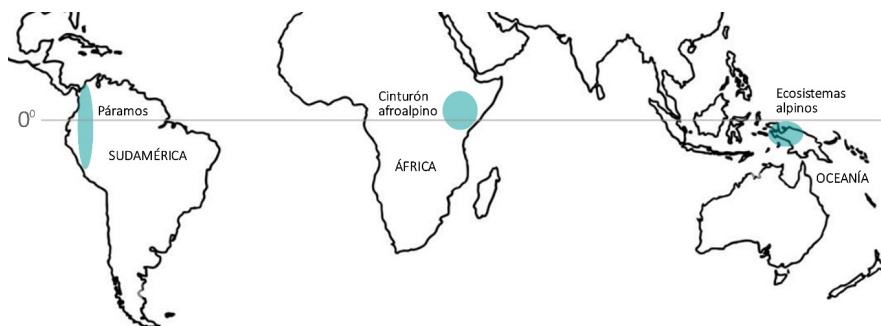 Páramos
SUDAMÉRICA
0⁰
Cinturón
afroalpino
ÁFRICA
Ecosistemas
alpinos
OCEANÍA